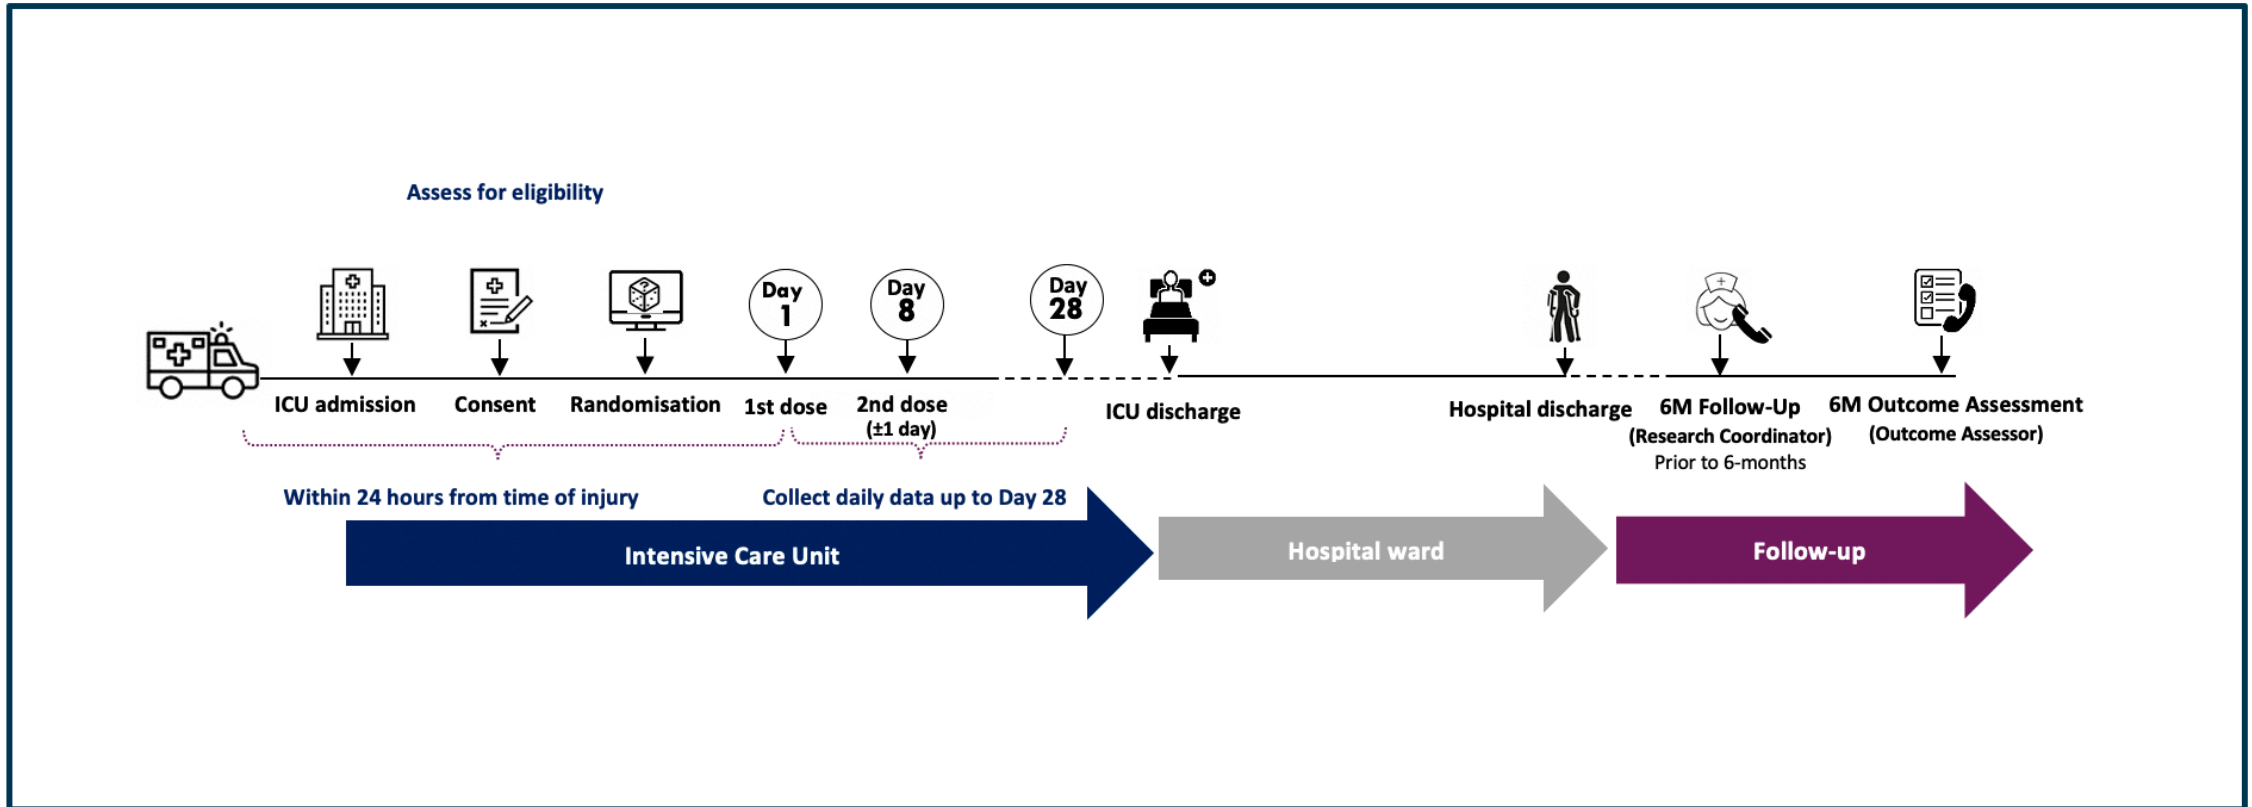 Assess for eligibility
Day
1
Day
8
Day
28
ICU admission
Consent
Randomisation
1st dose
2nd dose
(±1 day)
ICU discharge
Hospital discharge
6M Follow-Up
(Research Coordinator)
Prior to 6-months
6M Outcome Assessment
(Outcome Assessor)
Within 24 hours from time of injury
Collect daily data up to Day 28
Intensive Care Unit
Hospital ward
Follow-up